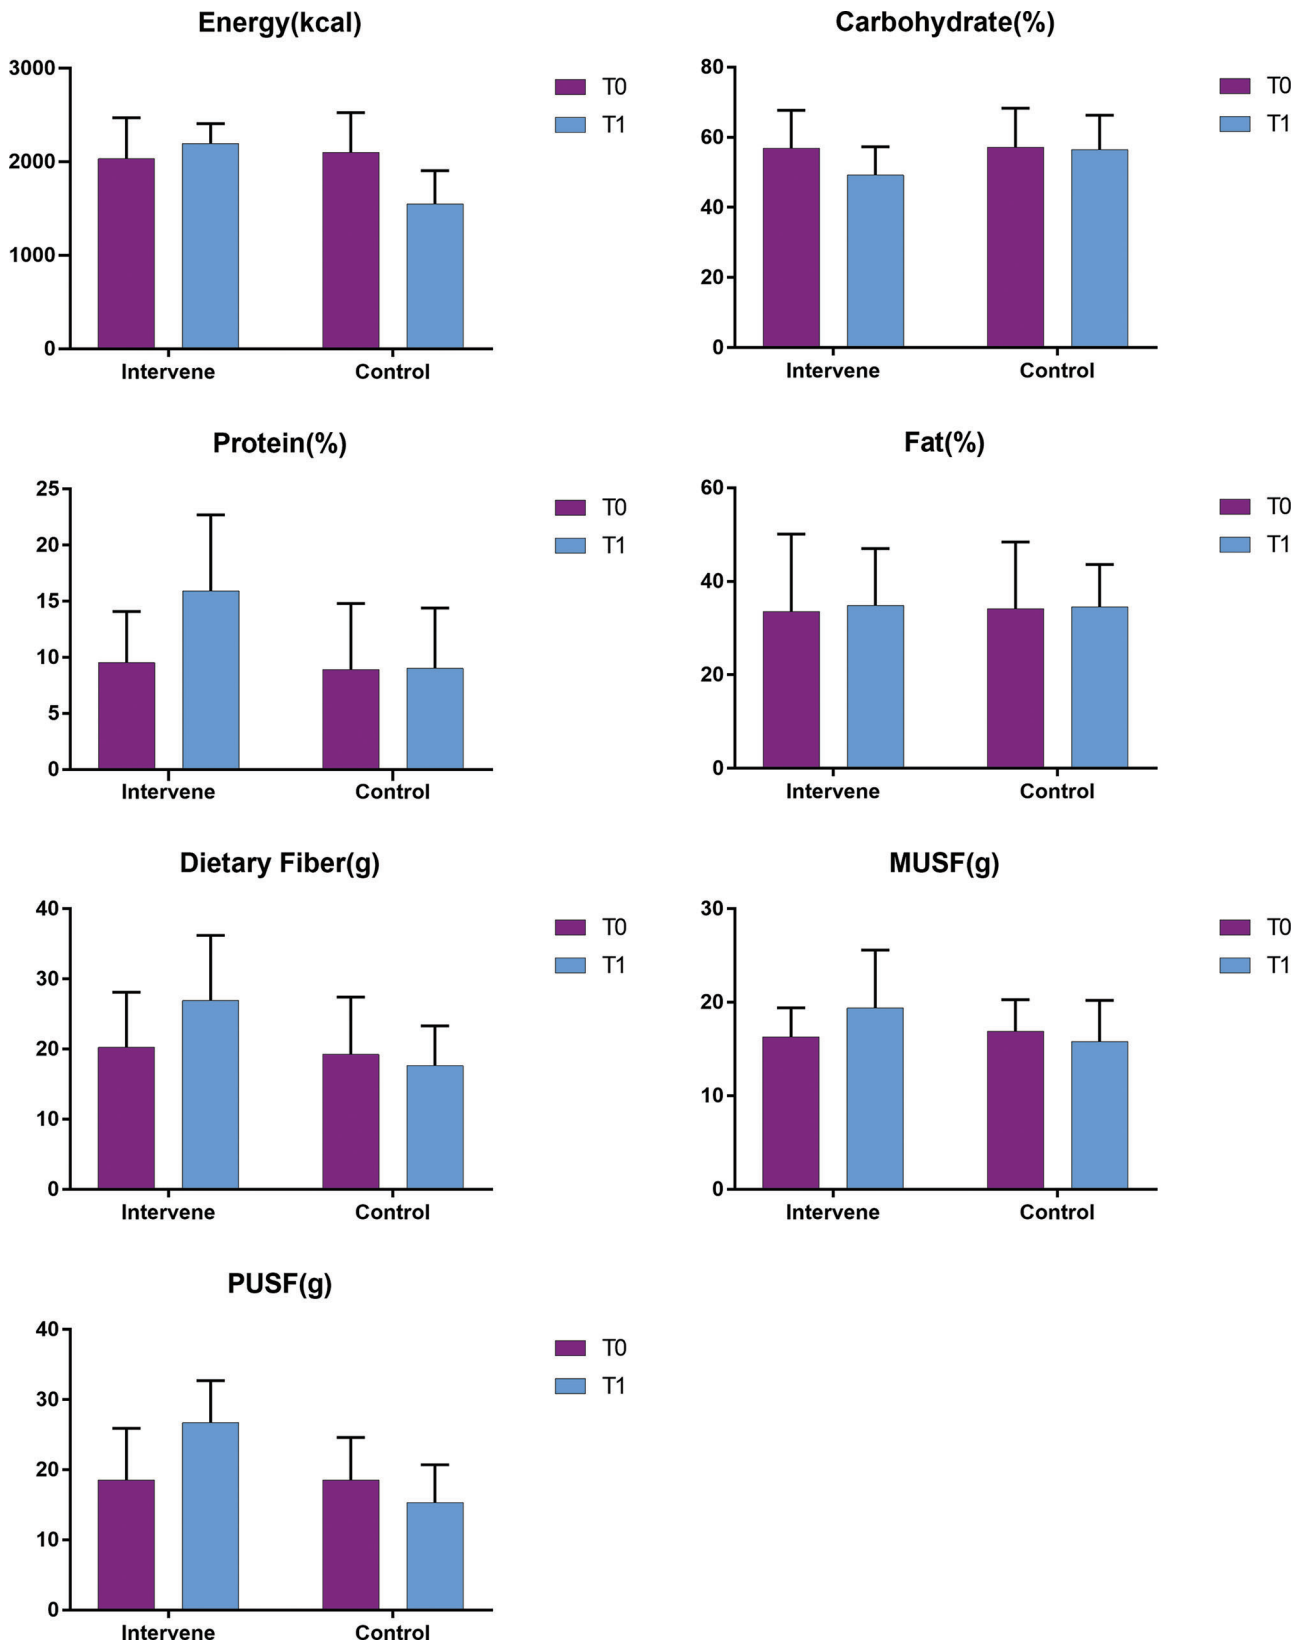 Energy(kcal)
3000
2000
1000
0
Intervene
Control
T0
T1
Carbohydrate(%)
80
60
40
20
0
Intervene
Control
T0
T1
Protein(%)
25
20
15
10
5
0
Intervene
Control
T0
T1
Fat(%)
60
40
20
0
Intervene
Control
T0
T1
Dietary Fiber(g)
40
30
20
10
0
Intervene
Control
T0
T1
MUSF(g)
30
20
10
0
Intervene
Control
T0
T1
PUSF(g)
40
30
20
10
0
Intervene
Control
T0
T1